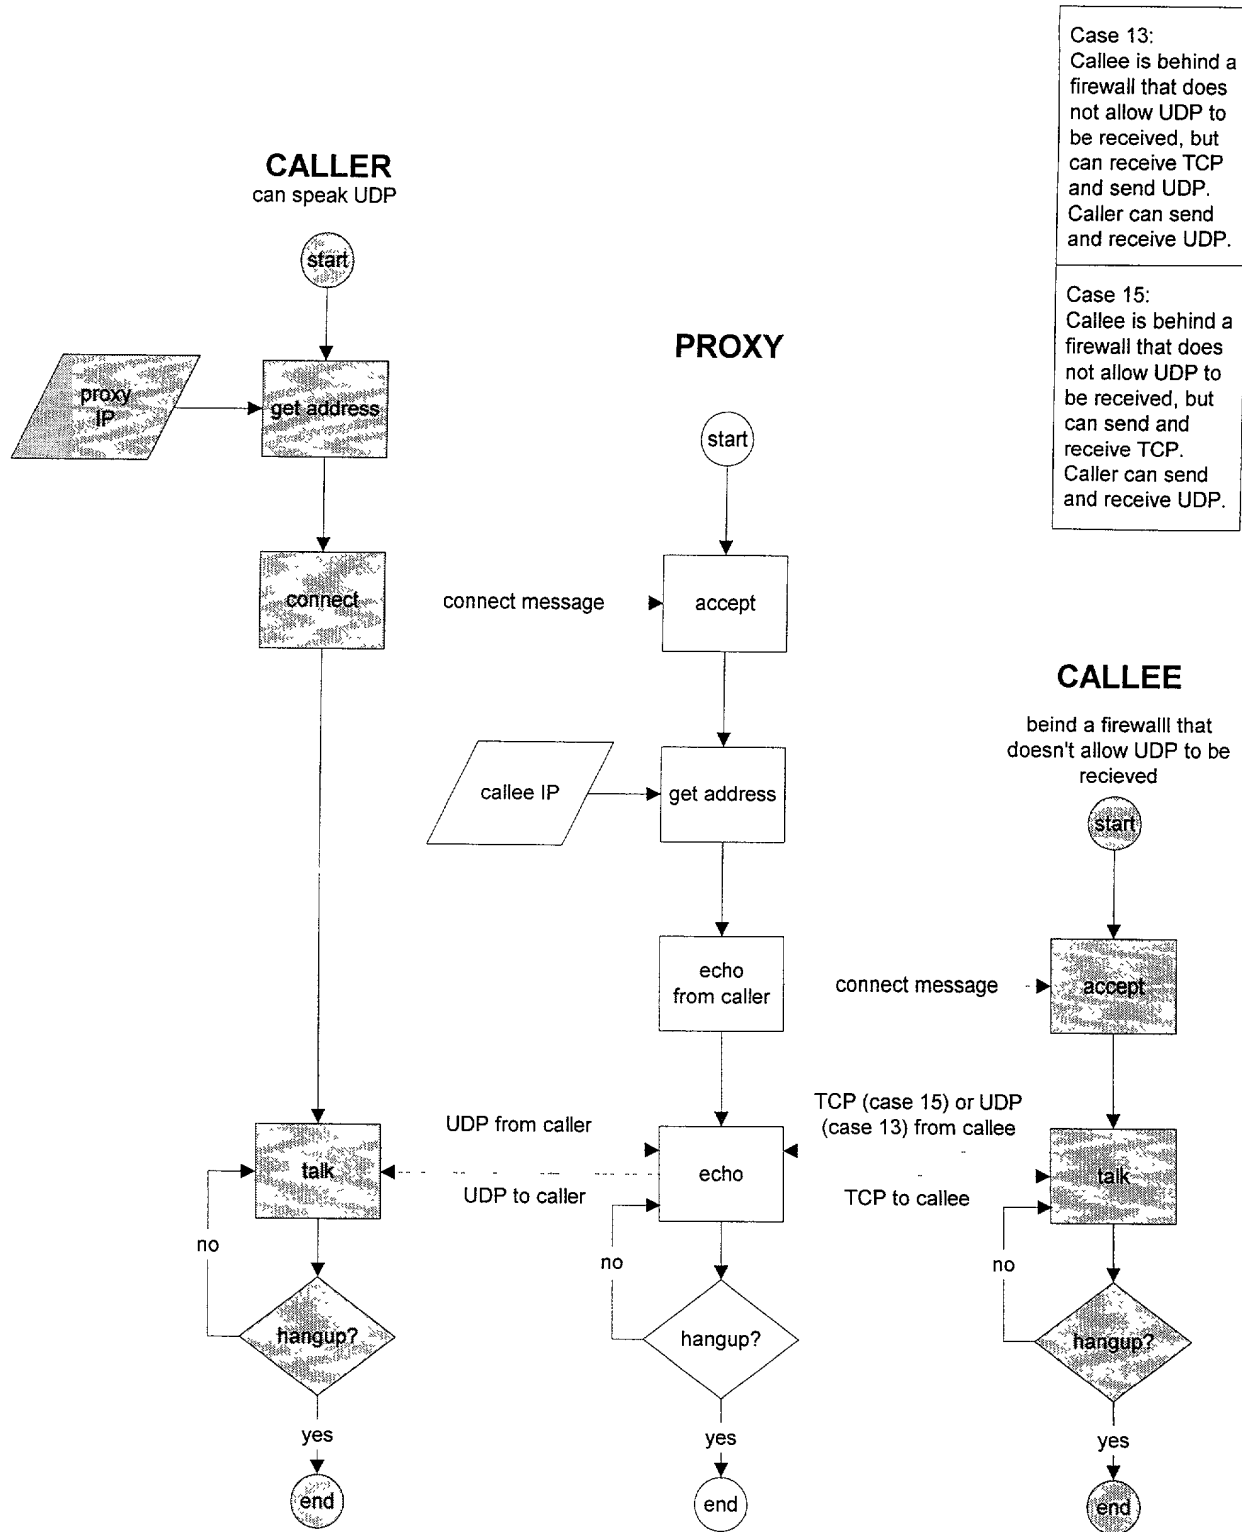 Case 13:
Callee is behind a
firewall that does
not allow UDP to
be received, but
can receive TCP
and send UDP.
Caller can send
and receive UDP.
Case 15:
Callee is behind a
firewall that does
not allow UDP to
be received, but
can send and
receive TCP.
Caller can send
and receive UDP.
CALLER
can speak UDP
start
proxy
IP
get address
connect
talk
no
hangup?
yes
end
PROXY
start
connect message
accept
callee IP
get address
echo
from caller
UDP from caller
echo
UDP to caller
no
hangup?
yes
end
CALLEE
beind a firewalll that
doesn't allow UDP to be
recieved
start
connect message
accept
TCP (case 15) or UDP
(case 13) from callee
talk
TCP to callee
no
hangup?
yes
end